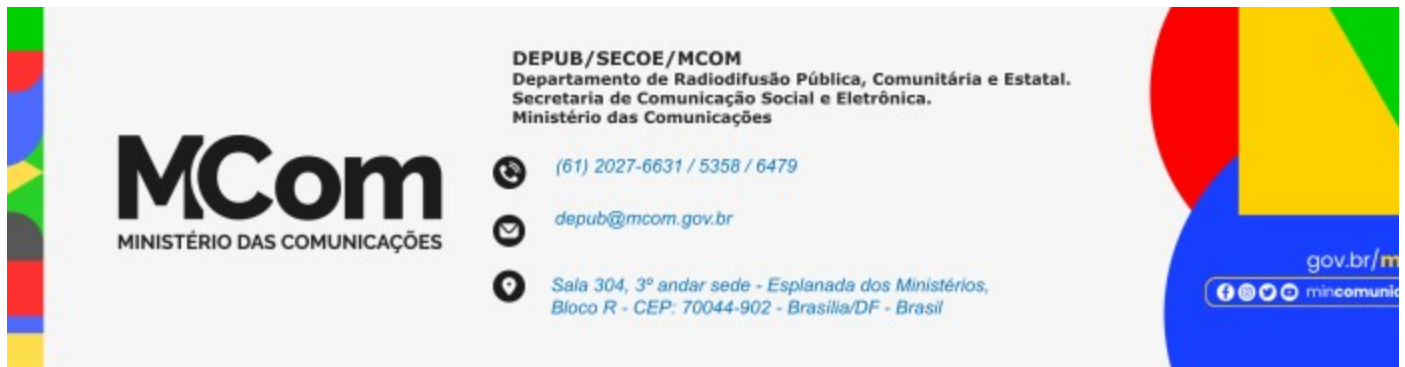 MCom
MINISTÉRIO DAS COMUNICAÇÕES
DEPUB/SECOE/MCOM
Departamento de Radiodifusão Pública, Comunitária e Estatal.
Secretaria de Comunicação Social e Eletrônica.
Ministério das Comunicações
(61) 2027-6631 / 5358 / 6479
depub@mcom.gov.br
Sala 304, 3º andar sede - Esplanada dos Ministérios,
Bloco R - CEP: 70044-902 - Brasília/DF - Brasil
gov.br/m
mincomunic